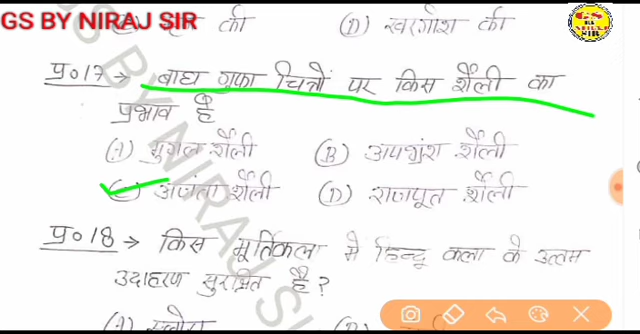 GS BY NIRAJ SIR
की (D) खरगोश की
प्र०17 → बाघ गुफा चित्रों पर किस शैली का
प्रभाव है
(A) मुगल शैली (B) अपभ्रंश शैली
अजंता शैली (D) राजपूत शैली
प्र०18 → किस मूर्तिकला में हिन्दू कला के उत्तम
उदाहरण सुरक्षित है?
(A)